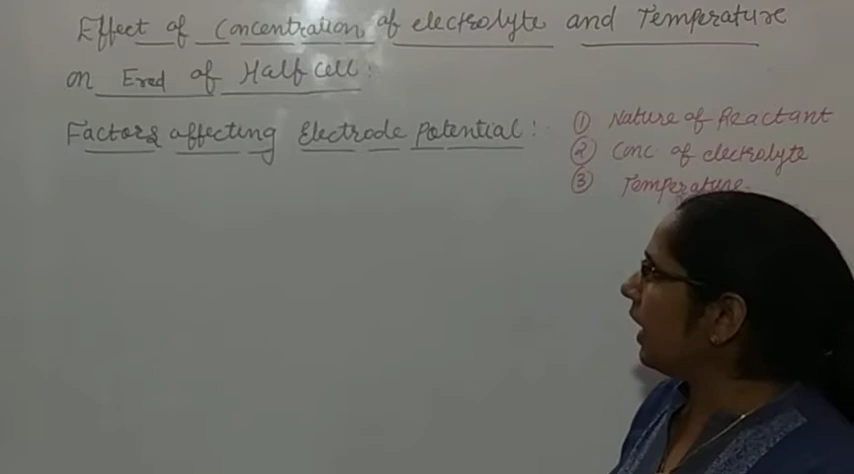 Effect of Concentration of electrolyte and Temperature
on Ered of Half cell:
Factors affecting Electrode Potential:
① Nature of Reactant
② Conc of electrolyte
③ Temperature.